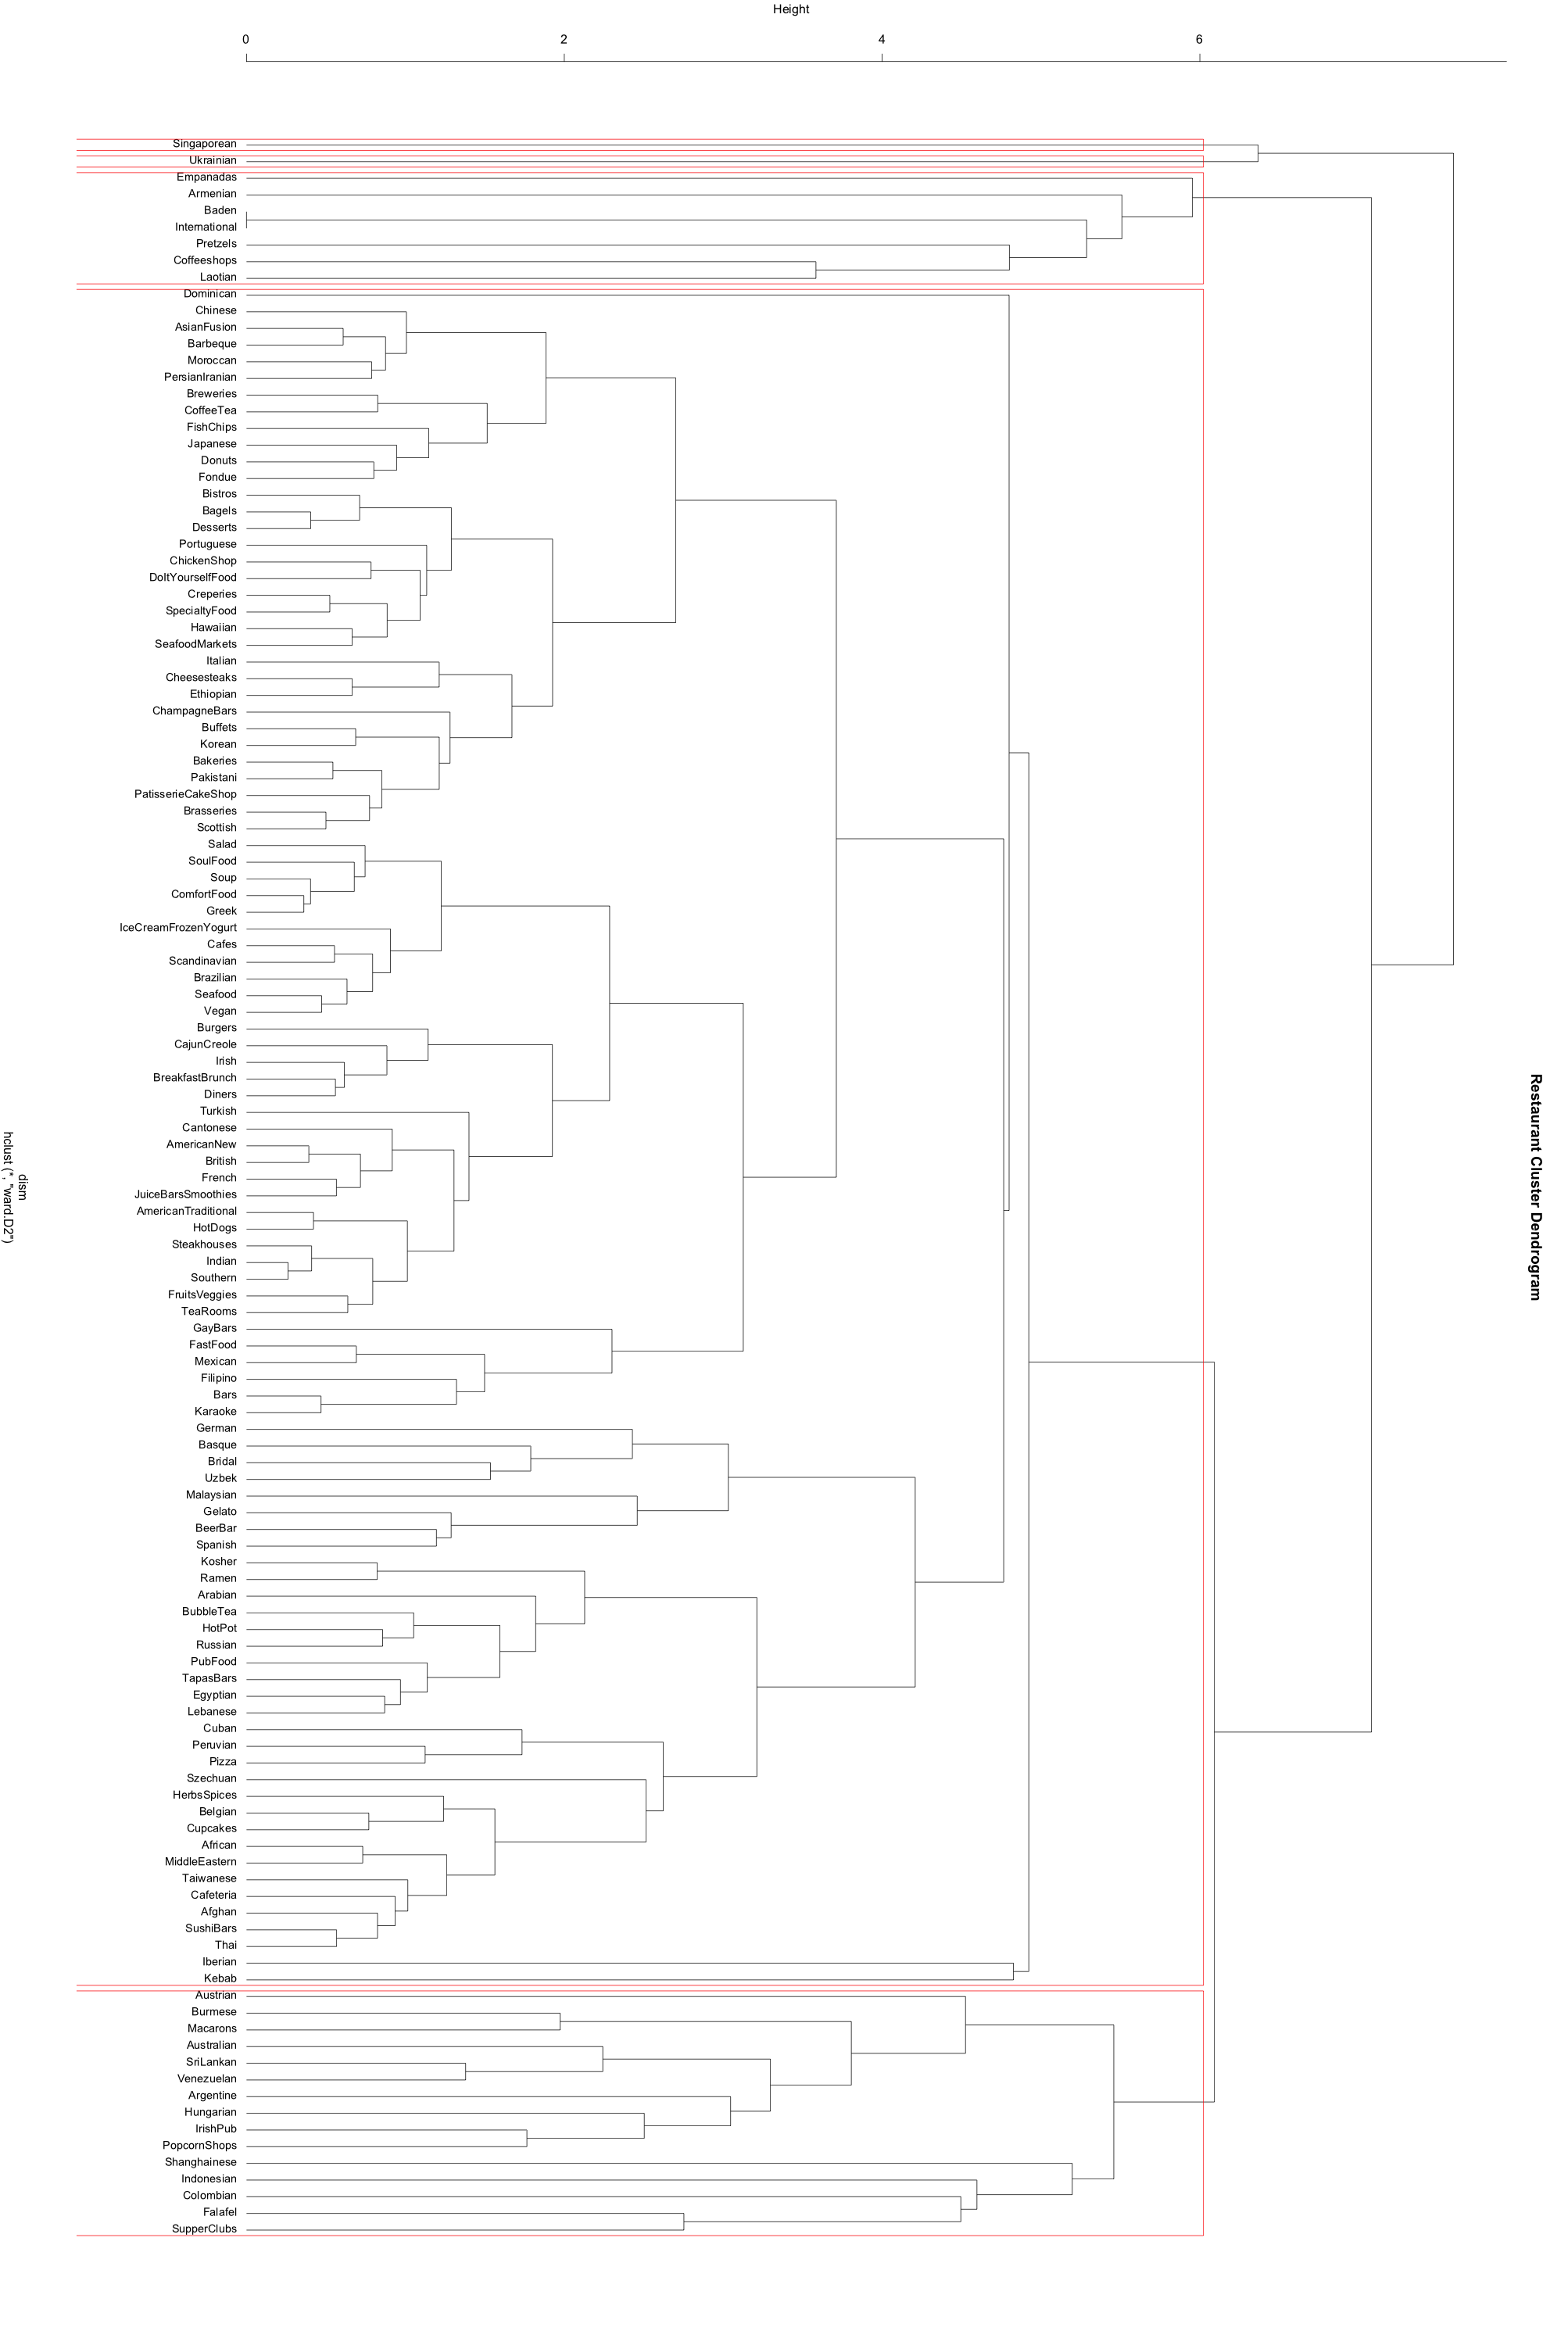 Height
0 2 4 6
Singaporean
Ukrainian
Empanadas
Armenian
Baden
International
Pretzels
Coffeeshops
Laotian
Dominican
Chinese
AsianFusion
Barbeque
Moroccan
PersianIranian
Breweries
CoffeeTea
FishChips
Japanese
Donuts
Fondue
Bistros
Bagels
Desserts
Portuguese
ChickenShop
DoItYourselfFood
Creperies
SpecialtyFood
Hawaiian
SeafoodMarkets
Italian
Cheesesteaks
Ethiopian
ChampagneBars
Buffets
Korean
Bakeries
Pakistani
PatisserieCakeShop
Brasseries
Scottish
Salad
SoulFood
Soup
ComfortFood
Greek
IceCreamFrozenYogurt
Cafes
Scandinavian
Brazilian
Seafood
Vegan
Burgers
CajunCreole
Irish
BreakfastBrunch
Diners
Turkish
Cantonese
AmericanNew
British
French
JuiceBarsSmoothies
AmericanTraditional
HotDogs
Steakhouses
Indian
Southern
FruitsVeggies
TeaRooms
GayBars
FastFood
Mexican
Filipino
Bars
Karaoke
German
Basque
Bridal
Uzbek
Malaysian
Gelato
BeerBar
Spanish
Kosher
Ramen
Arabian
BubbleTea
HotPot
Russian
PubFood
TapasBars
Egyptian
Lebanese
Cuban
Peruvian
Pizza
Szechuan
HerbsSpices
Belgian
Cupcakes
African
MiddleEastern
Taiwanese
Cafeteria
Afghan
SushiBars
Thai
Iberian
Kebab
Austrian
Burmese
Macarons
Australian
SriLankan
Venezuelan
Argentine
Hungarian
IrishPub
PopcornShops
Shanghainese
Indonesian
Colombian
Falafel
SupperClubs
Restaurant Cluster Dendrogram
dism
hclust (*, "ward.D2")